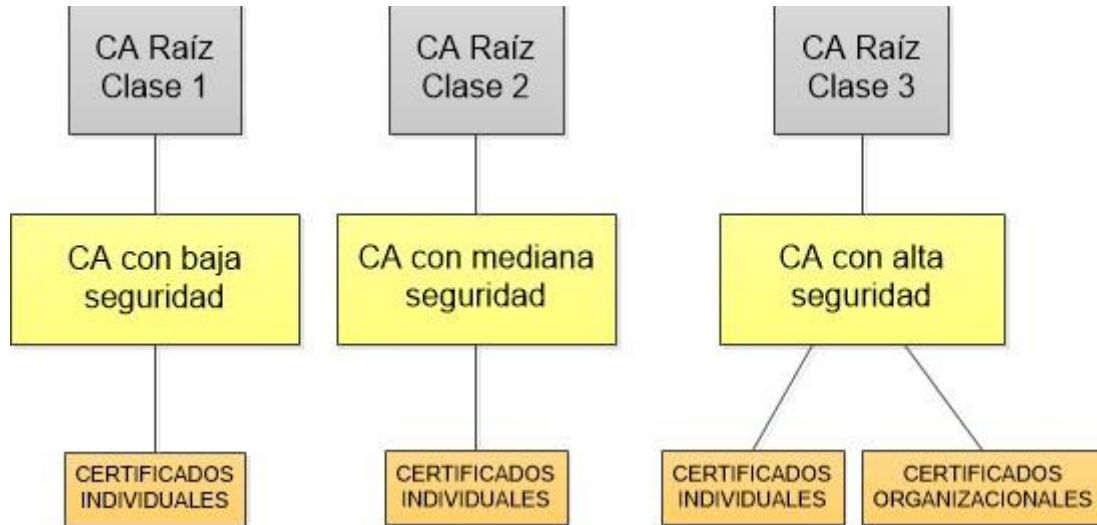 CA Raíz
Clase 1
CA Raíz
Clase 2
CA Raíz
Clase 3
CA con baja
seguridad
CA con mediana
seguridad
CA con alta
seguridad
CERTIFICADOS
INDIVIDUALES
CERTIFICADOS
INDIVIDUALES
CERTIFICADOS
INDIVIDUALES
CERTIFICADOS
ORGANIZACIONALES